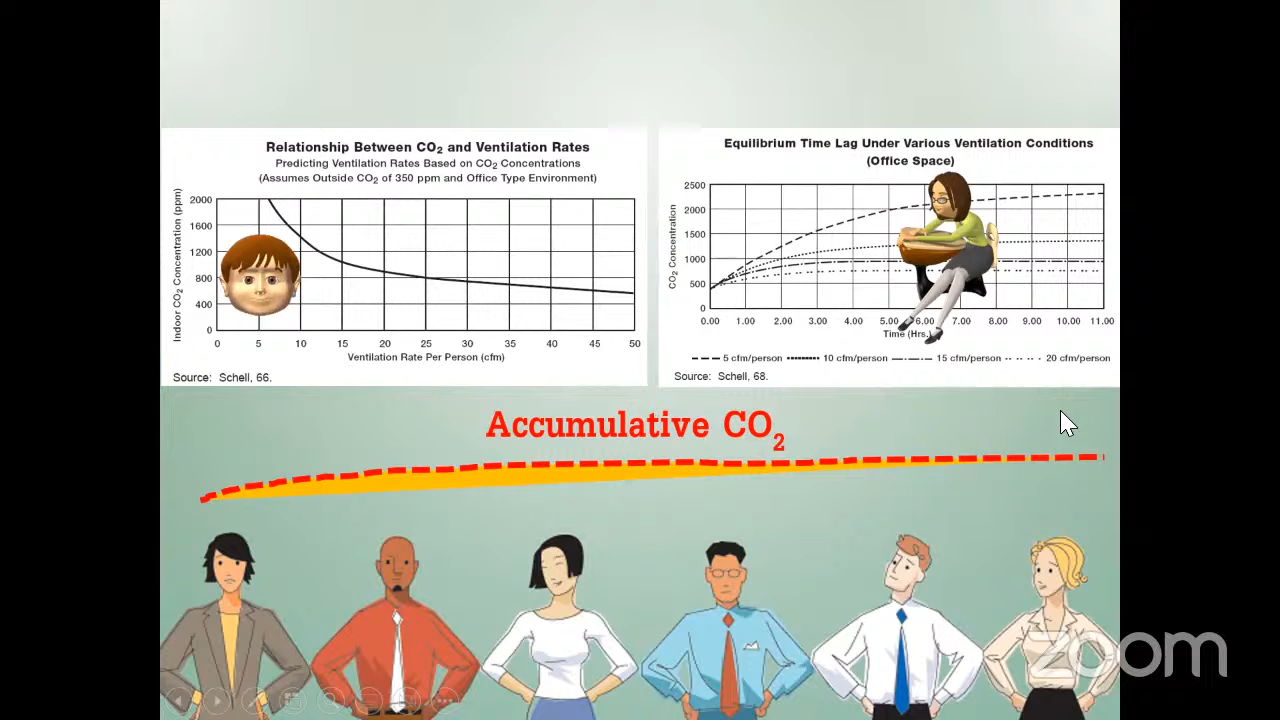 Relationship Between CO₂ and Ventilation Rates
Predicting Ventilation Rates Based on CO₂ Concentrations
(Assumes Outside CO₂ of 350 ppm and Office Type Environment)
Indoor CO₂ Concentration (ppm)
2000
1600
1200
800
400
0
0 5 10 15 20 25 30 35 40 45 50
Ventilation Rate Per Person (cfm)
Source: Schell, 66.
Equilibrium Time Lag Under Various Ventilation Conditions
(Office Space)
CO₂ Concentration
2500
2000
1500
1000
500
0
0.00 1.00 2.00 3.00 4.00 5.00 6.00 7.00 8.00 9.00 10.00 11.00
Time (Hrs.)
5 cfm/person 10 cfm/person 15 cfm/person 20 cfm/person
Source: Schell, 68.
Accumulative CO₂
zoom